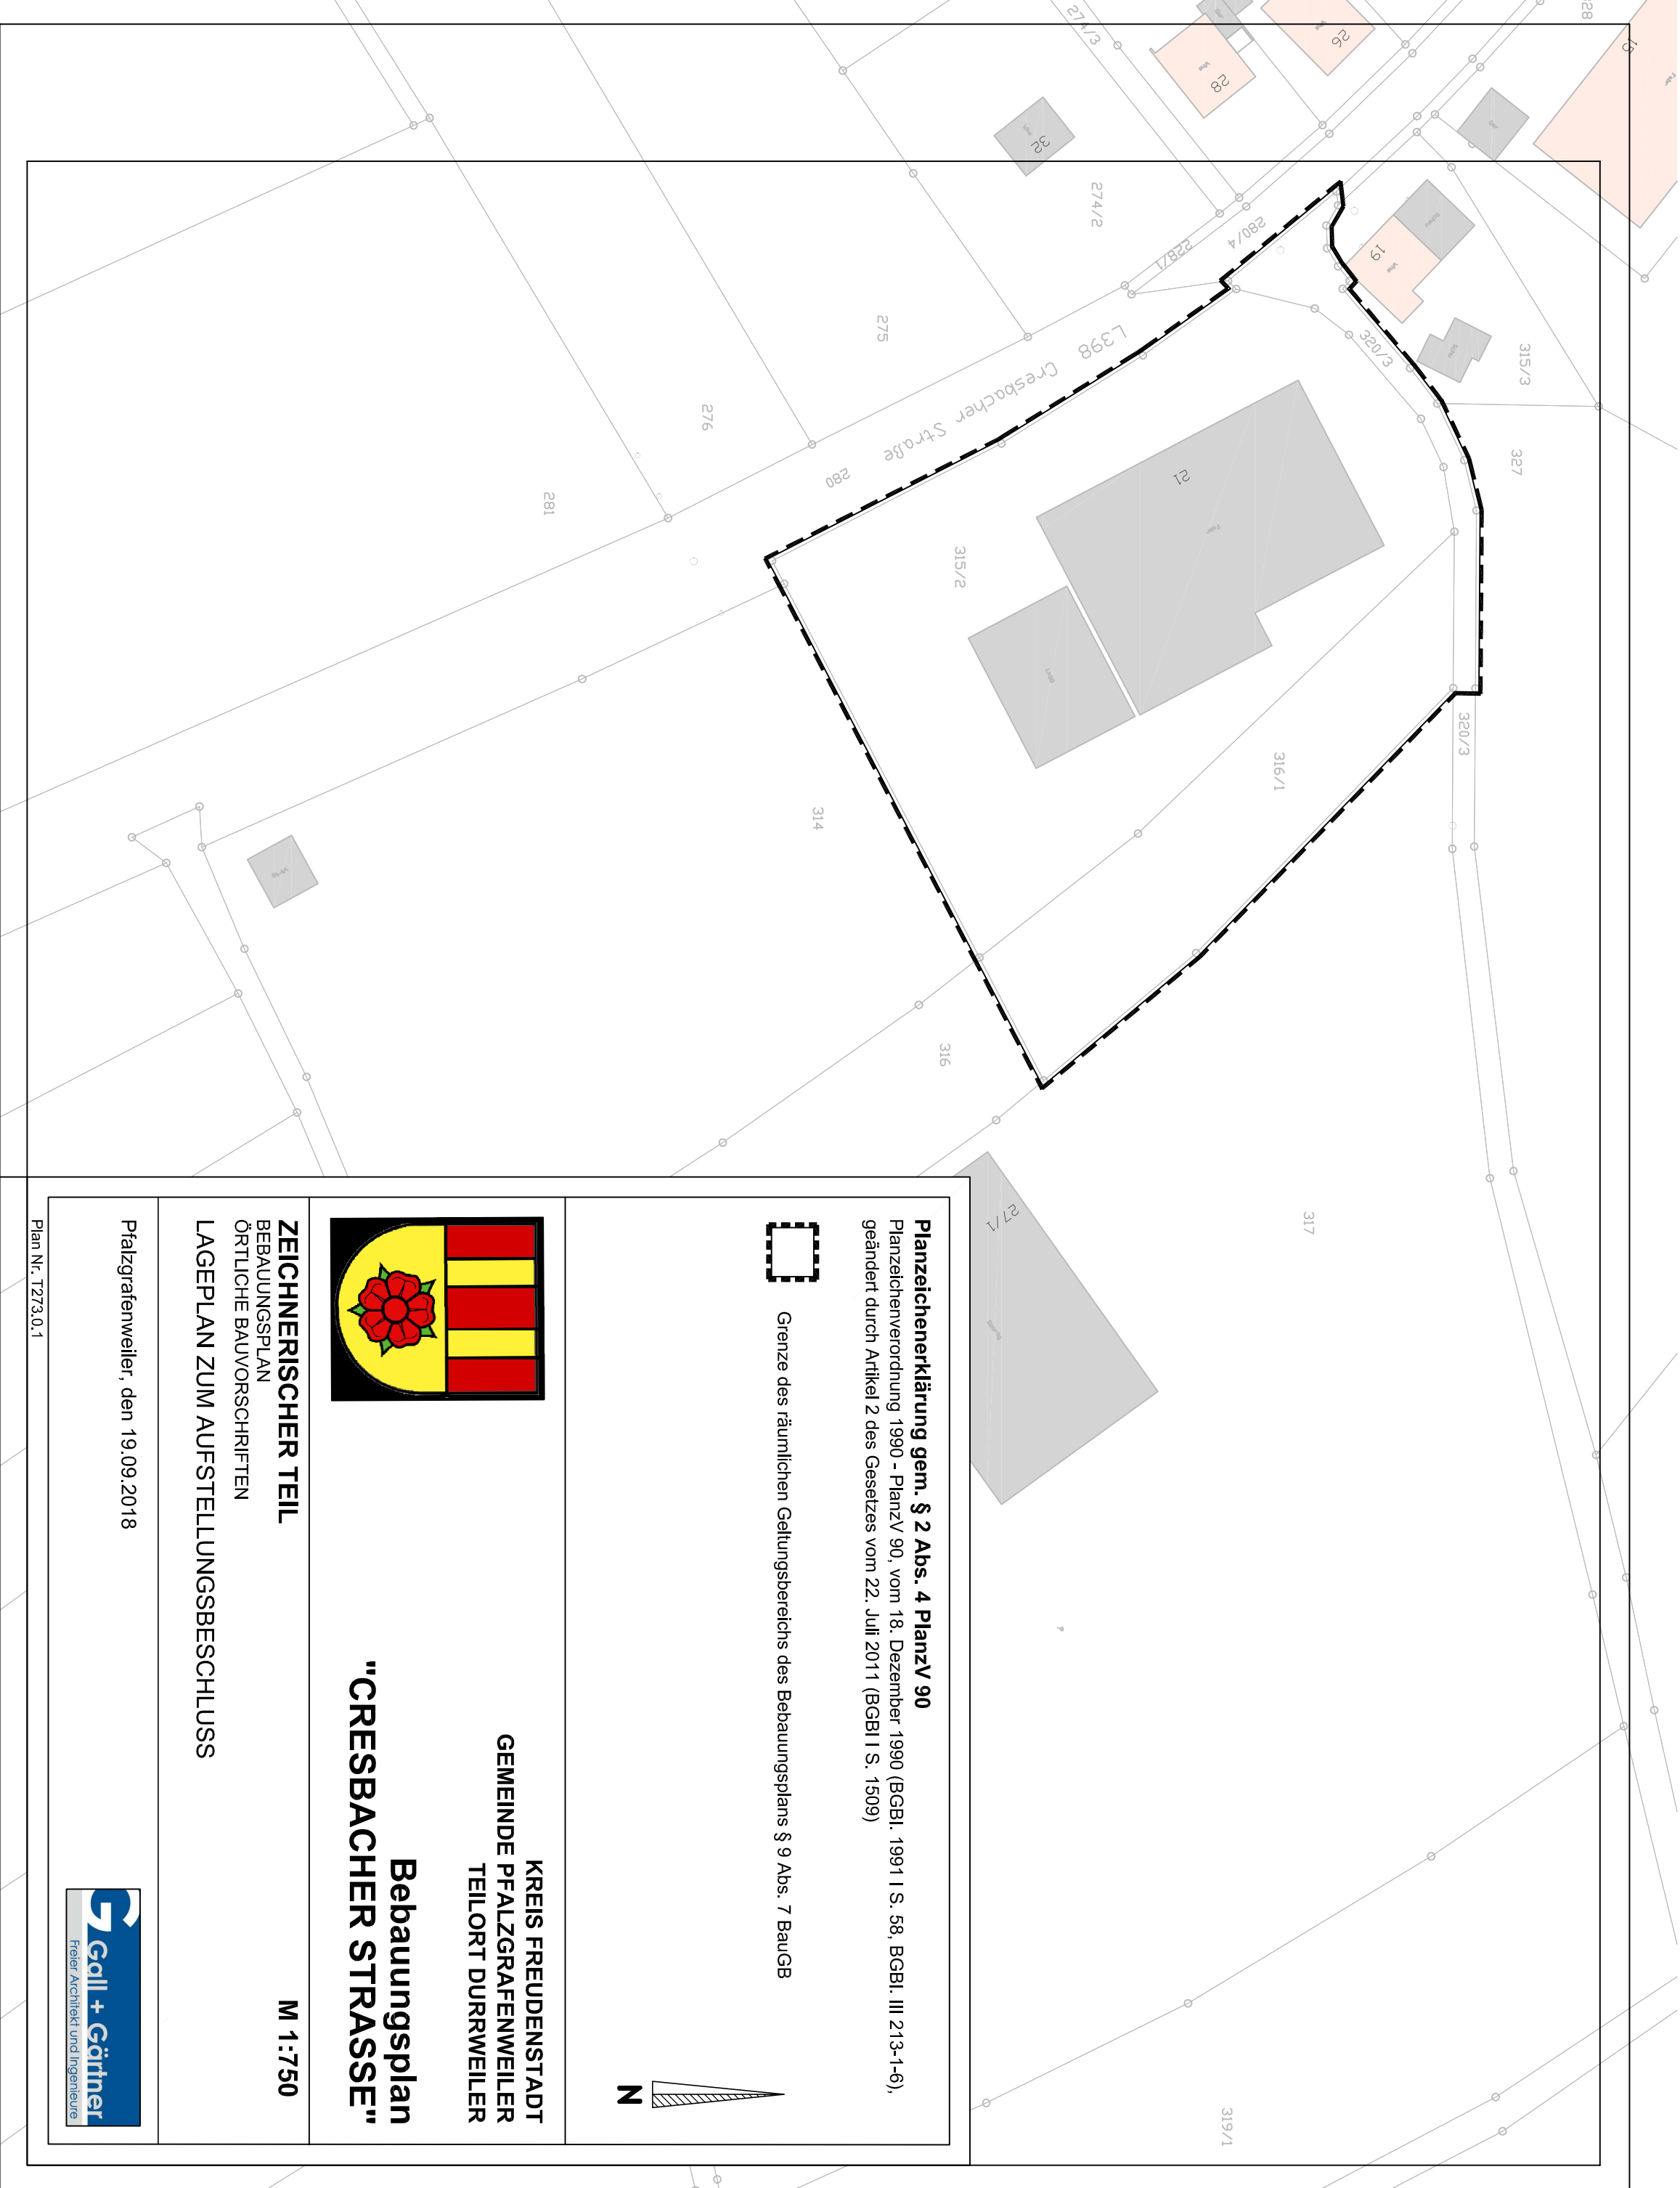 28
26
32
15
328
274/3
274/2
228/1
280/4
19
320/3
315/3
327
275
276
281
L398
Cresbacher Straße
280
21
315/2
316/1
320/3
314
316
317
27/1
319/1
Planzeichenerklärung gem. § 2 Abs. 4 PlanzV 90
Planzeichenverordnung 1990 - PlanzV 90, vom 18. Dezember 1990 (BGBl. 1991 I S. 58, BGBl. III 213-1-6),
geändert durch Artikel 2 des Gesetzes vom 22. Juli 2011 (BGBl I S. 1509)
Grenze des räumlichen Geltungsbereichs des Bebauungsplans § 9 Abs. 7 BauGB
N
KREIS FREUDENSTADT
GEMEINDE PFALZGRAFENWEILER
TEILORT DURRWEILER
Bebauungsplan
"CRESBACHER STRASSE"
ZEICHNERISCHER TEIL
M 1:750
BEBAUUNGSPLAN
ÖRTLICHE BAUVORSCHRIFTEN
LAGEPLAN ZUM AUFSTELLUNGSBESCHLUSS
Pfalzgrafenweiler, den 19.09.2018
Gall + Gärtner
Freier Architekt und Ingenieure
Plan Nr. T273.0.1